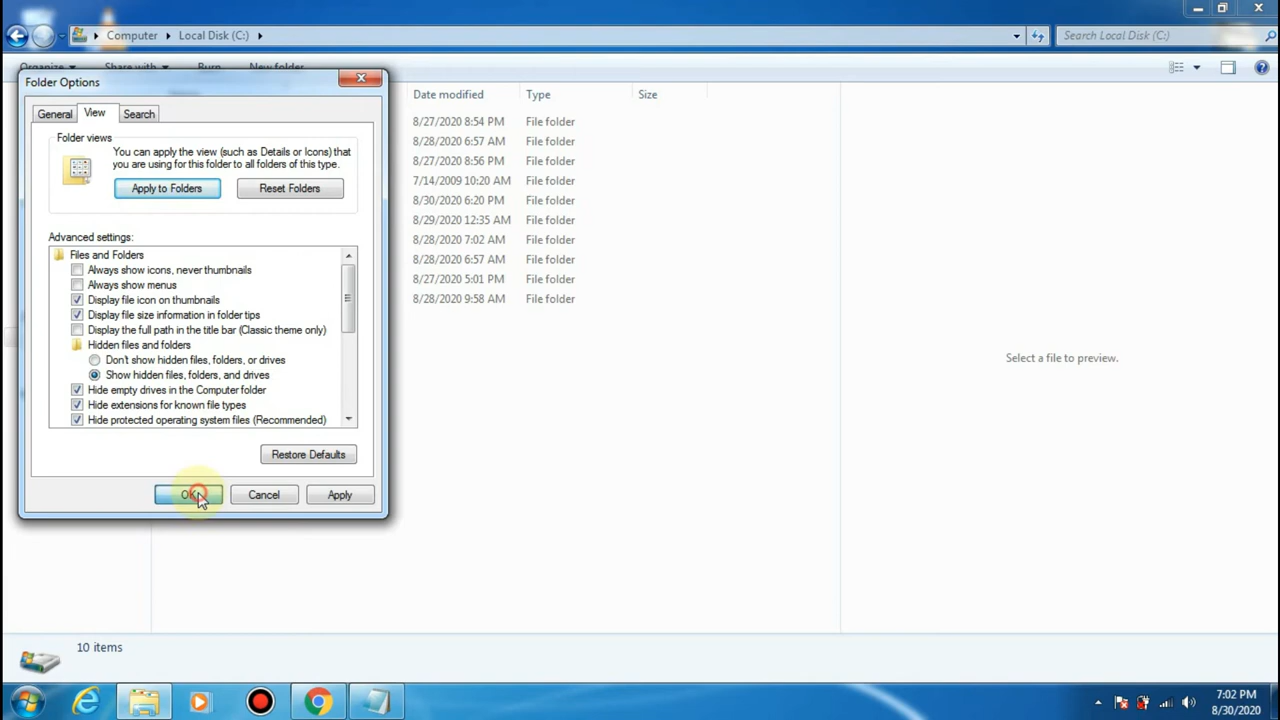 Computer
Local Disk (C:)
Search Local Disk (C:)
Organize
Share with
Burn
New folder
Folder Options
General
View
Search
Folder views
You can apply the view (such as Details or Icons) that
you are using for this folder to all folders of this type.
Apply to Folders
Reset Folders
Advanced settings:
Files and Folders
Always show icons, never thumbnails
Always show menus
Display file icon on thumbnails
Display file size information in folder tips
Display the full path in the title bar (Classic theme only)
Hidden files and folders
Don't show hidden files, folders, or drives
Show hidden files, folders, and drives
Hide empty drives in the Computer folder
Hide extensions for known file types
Hide protected operating system files (Recommended)
Restore Defaults
OK
Cancel
Apply
Date modified
Type
Size
8/27/2020 8:54 PM File folder
8/28/2020 6:57 AM File folder
8/27/2020 8:56 PM File folder
7/14/2009 10:20 AM File folder
8/30/2020 6:20 PM File folder
8/29/2020 12:35 AM File folder
8/28/2020 7:02 AM File folder
8/28/2020 6:57 AM File folder
8/27/2020 5:01 PM File folder
8/28/2020 9:58 AM File folder
Select a file to preview.
10 items
7:02 PM
8/30/2020